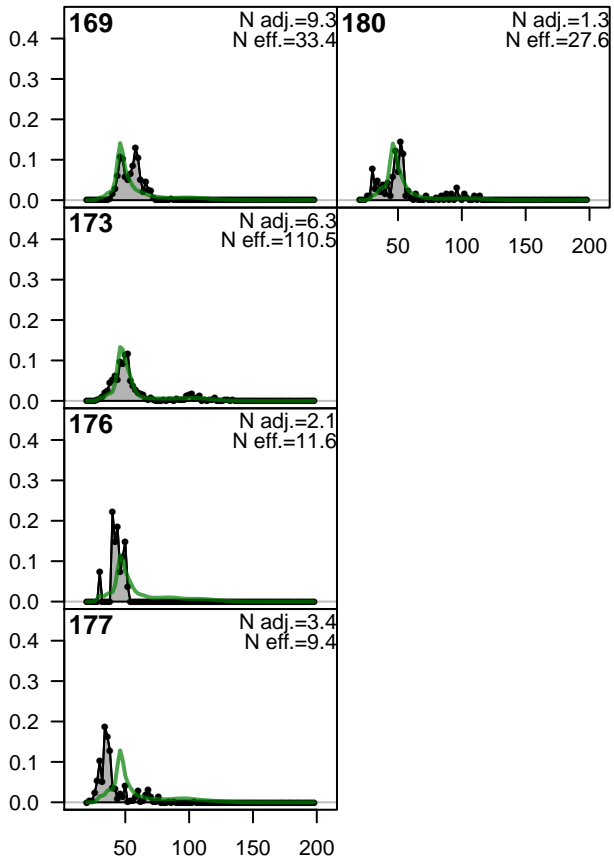 169
N adj.=9.3
N eff.=33.4
180
N adj.=1.3
N eff.=27.6
0.4
0.3
0.2
0.1
0.0
173
N adj.=6.3
N eff.=110.5
50 100 150 200
0.4
0.3
0.2
0.1
0.0
176
N adj.=2.1
N eff.=11.6
0.4
0.3
0.2
0.1
0.0
177
N adj.=3.4
N eff.=9.4
0.4
0.3
0.2
0.1
0.0
50 100 150 200